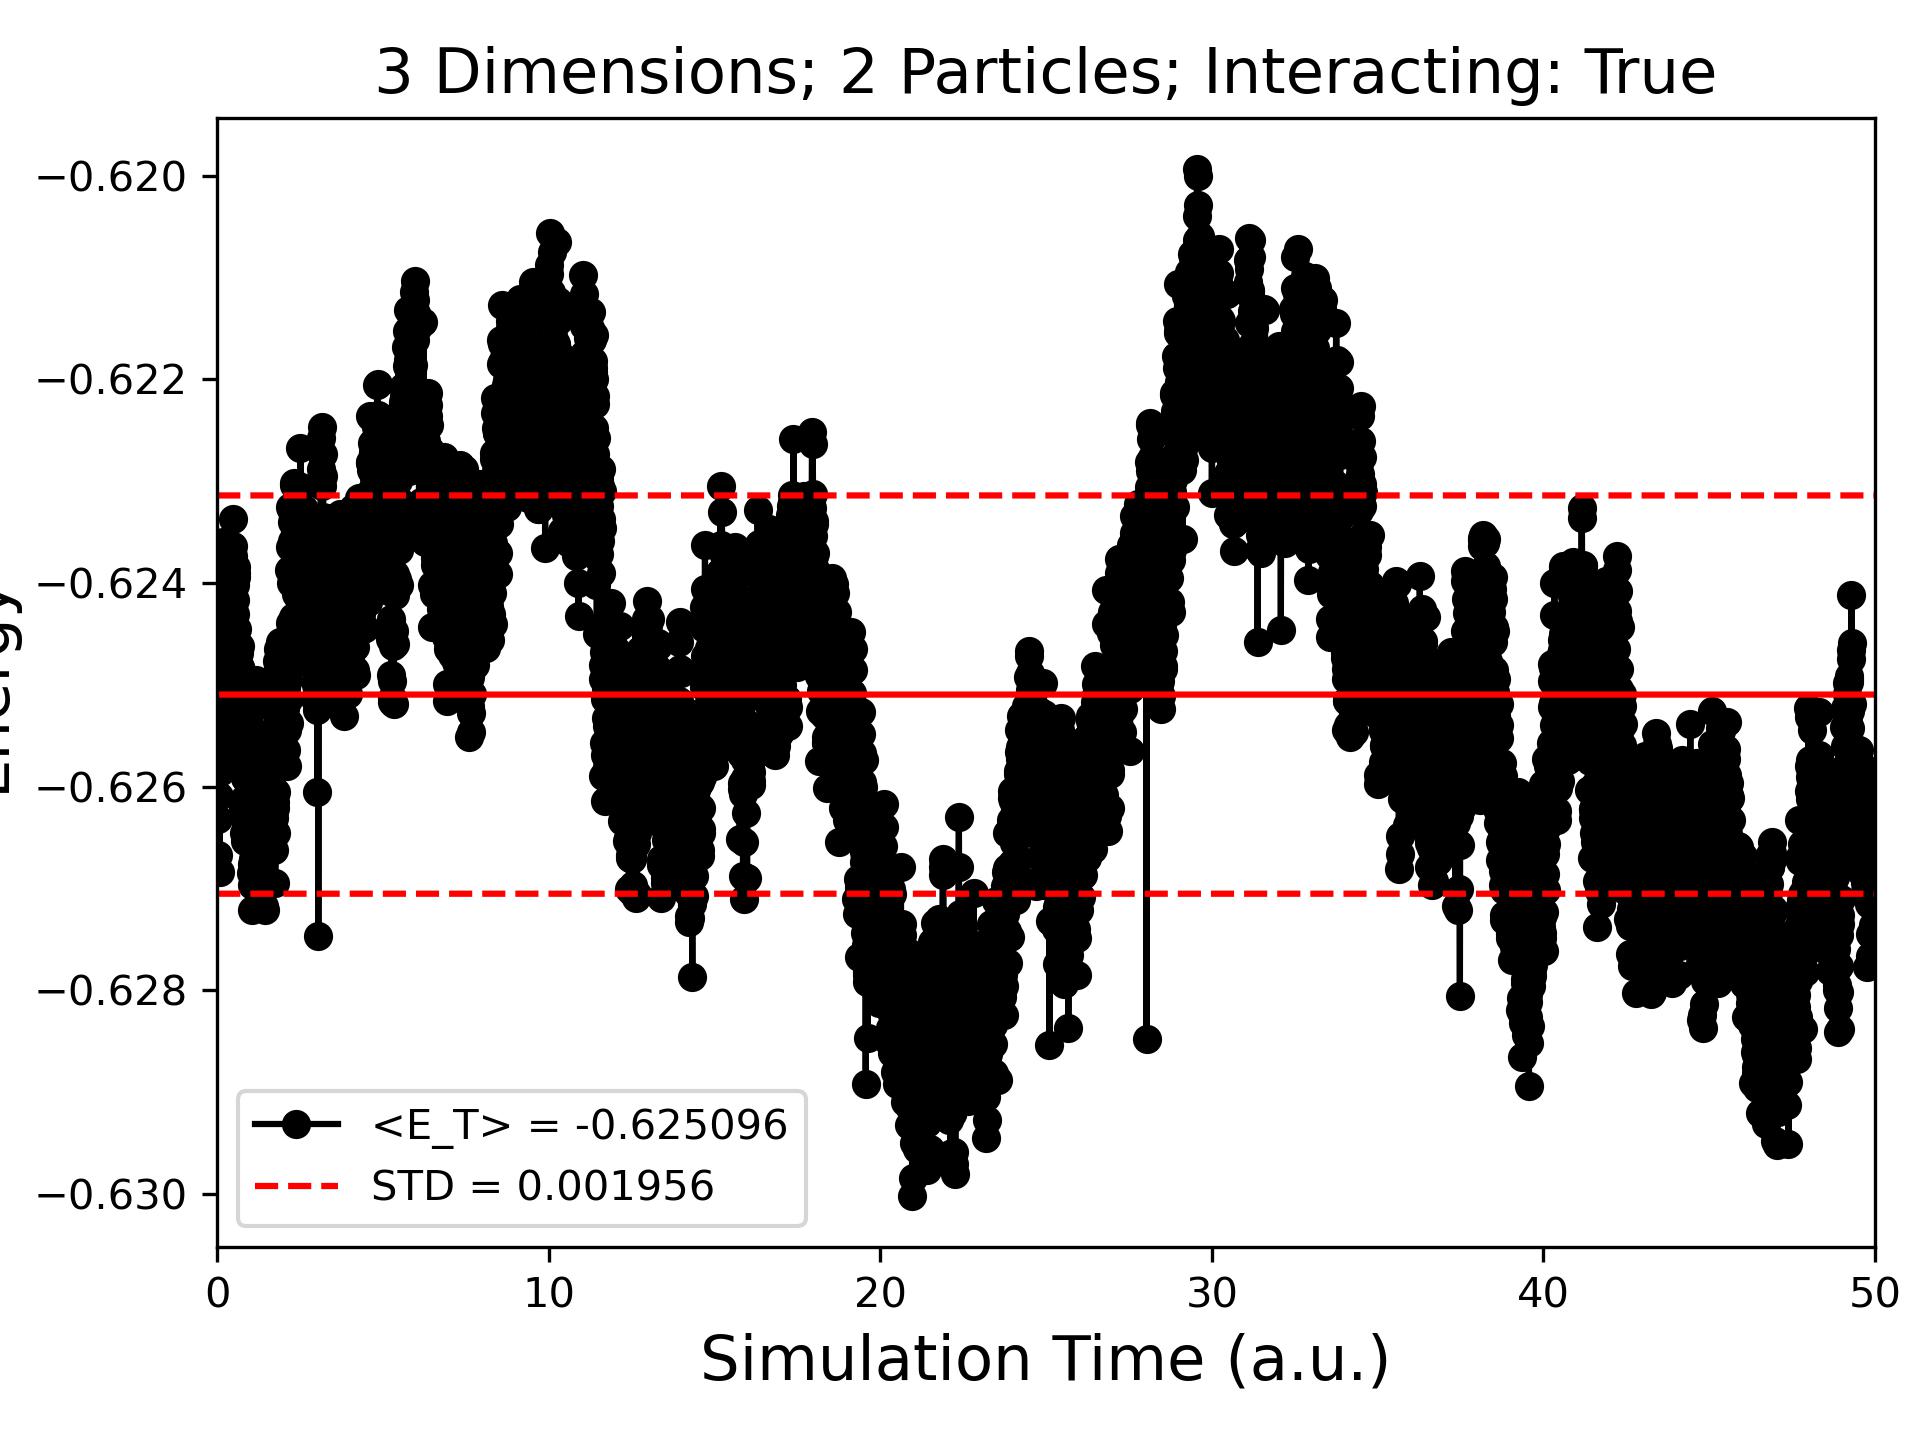 3 Dimensions; 2 Particles; Interacting: True
−0.620
−0.622
−0.624
−0.626
−0.628
−0.630
Energy
<E_T> = -0.625096
STD = 0.001956
0 10 20 30 40 50
Simulation Time (a.u.)